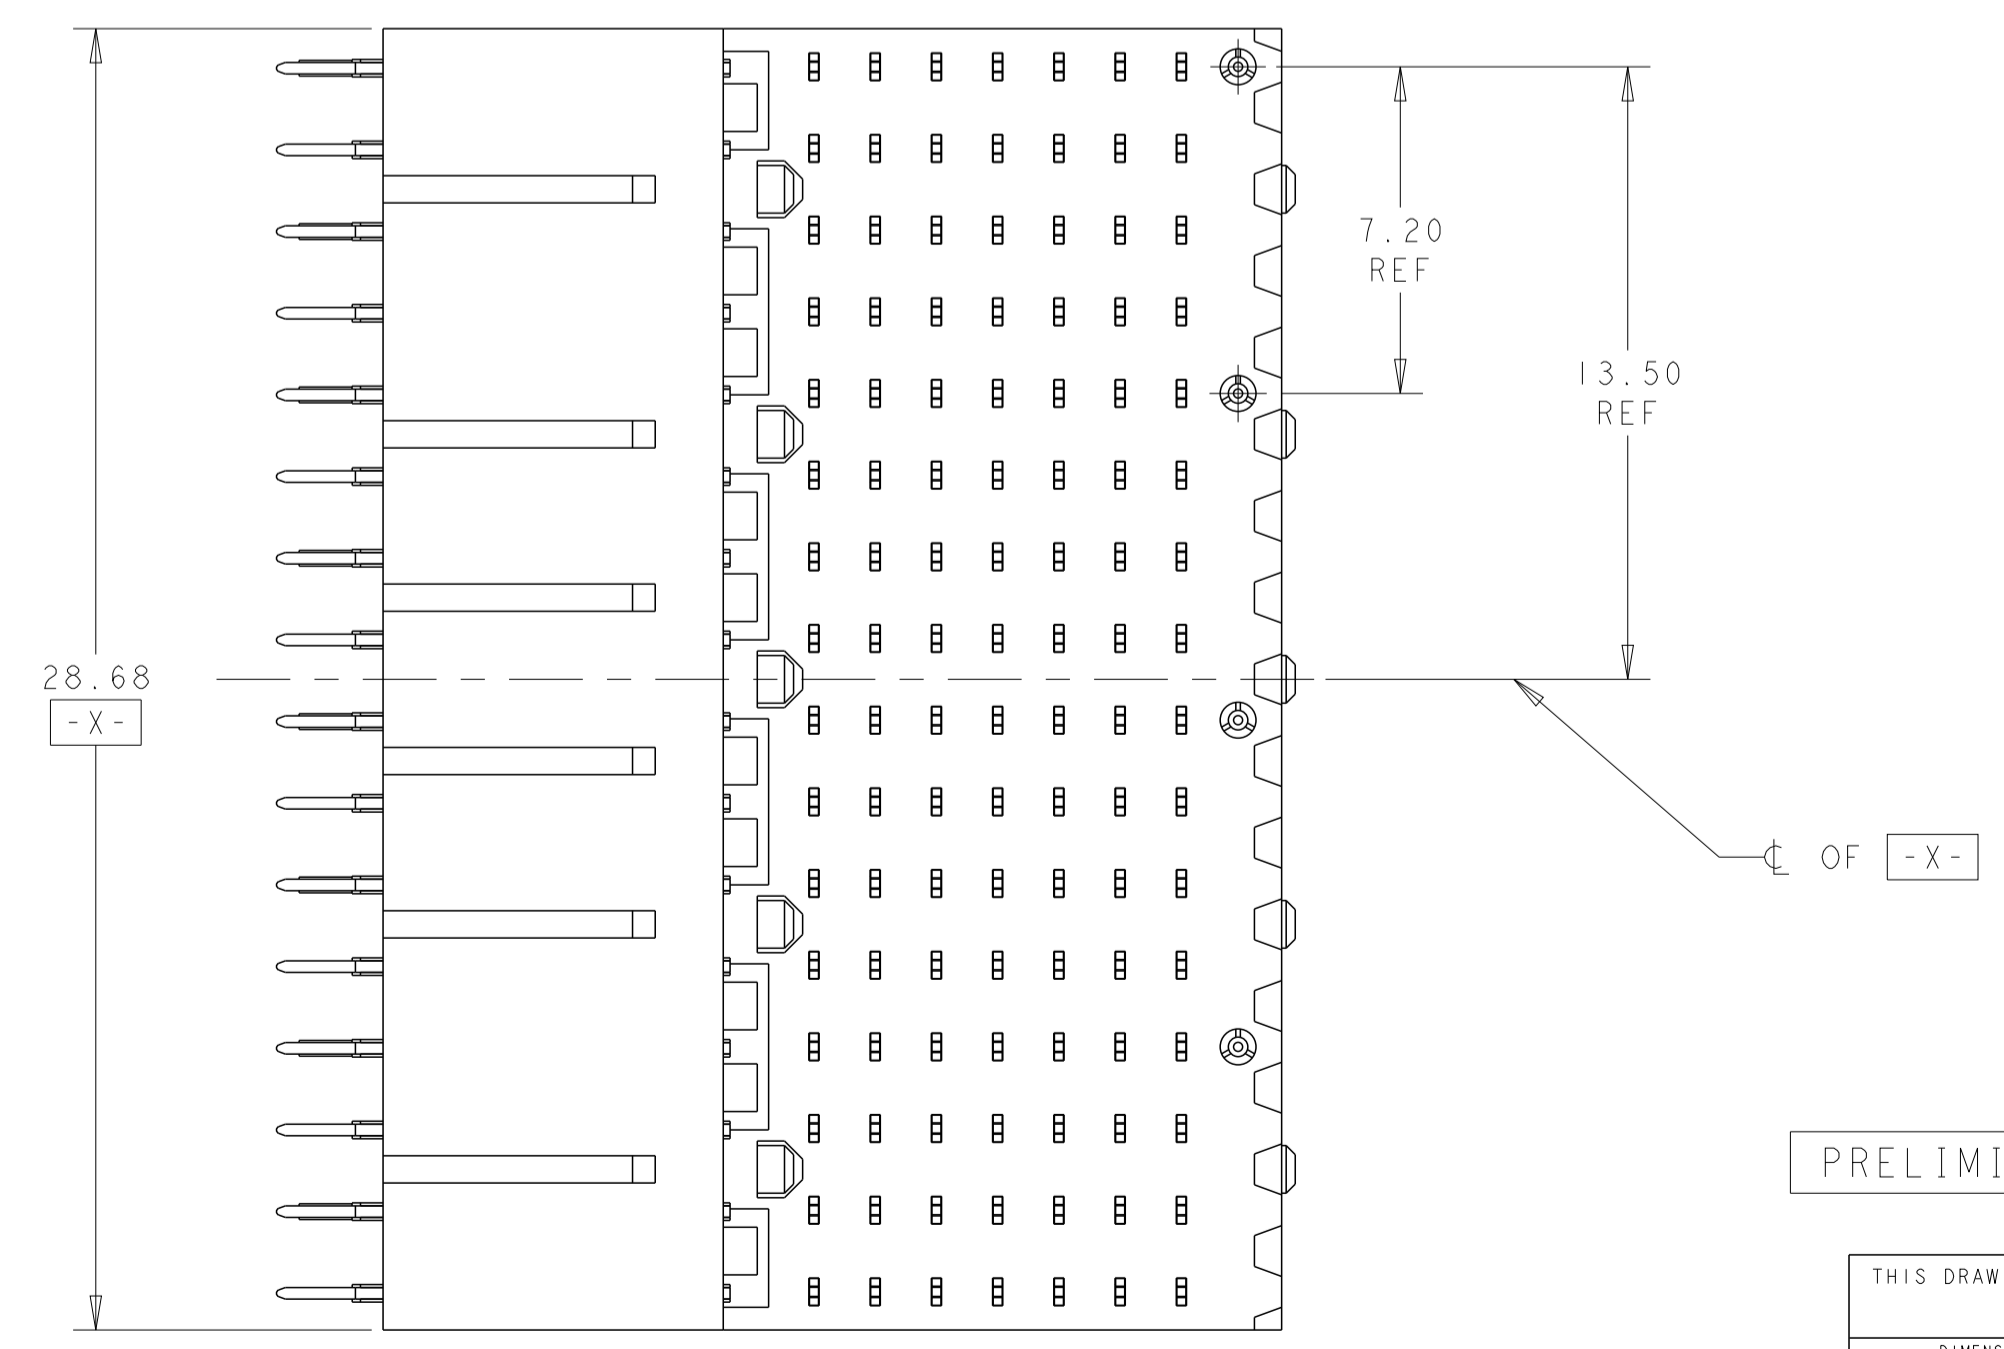 7.20
REF
13.50
REF
28.68
-X-
℄ OF -X-
PRELIMI
THIS DRAW